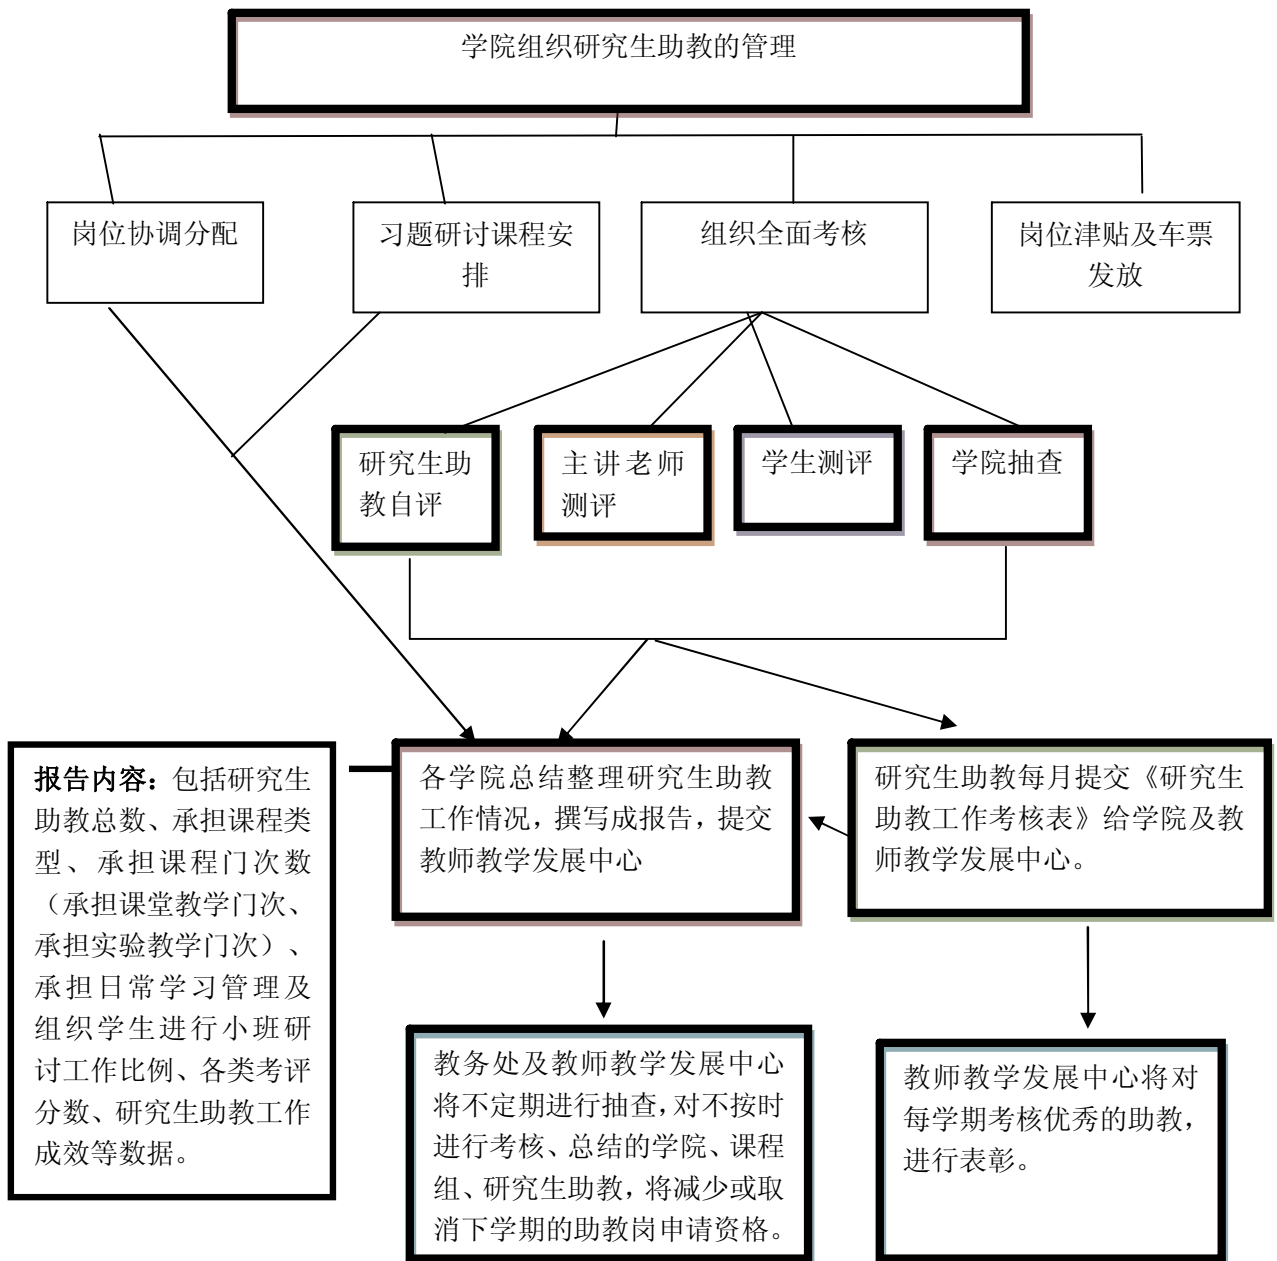 学院组织研究生助教的管理
岗位协调分配
习题研讨课程安
排
组织全面考核
岗位津贴及车票
发放
研究生助
教自评
主讲老师
测评
学生测评
学院抽查
报告内容：包括研究生
助教总数、承担课程类
型、承担课程门次数
（承担课堂教学门次、
承担实验教学门次）、
承担日常学习管理及
组织学生进行小班研
讨工作比例、各类考评
分数、研究生助教工作
成效等数据。
各学院总结整理研究生助教
工作情况，撰写成报告，提交
教师教学发展中心
研究生助教每月提交《研究生
助教工作考核表》给学院及教
师教学发展中心。
教务处及教师教学发展中心
将不定期进行抽查，对不按时
进行考核、总结的学院、课程
组、研究生助教，将减少或取
消下学期的助教岗申请资格。
教师教学发展中心将对
每学期考核优秀的助教，
进行表彰。